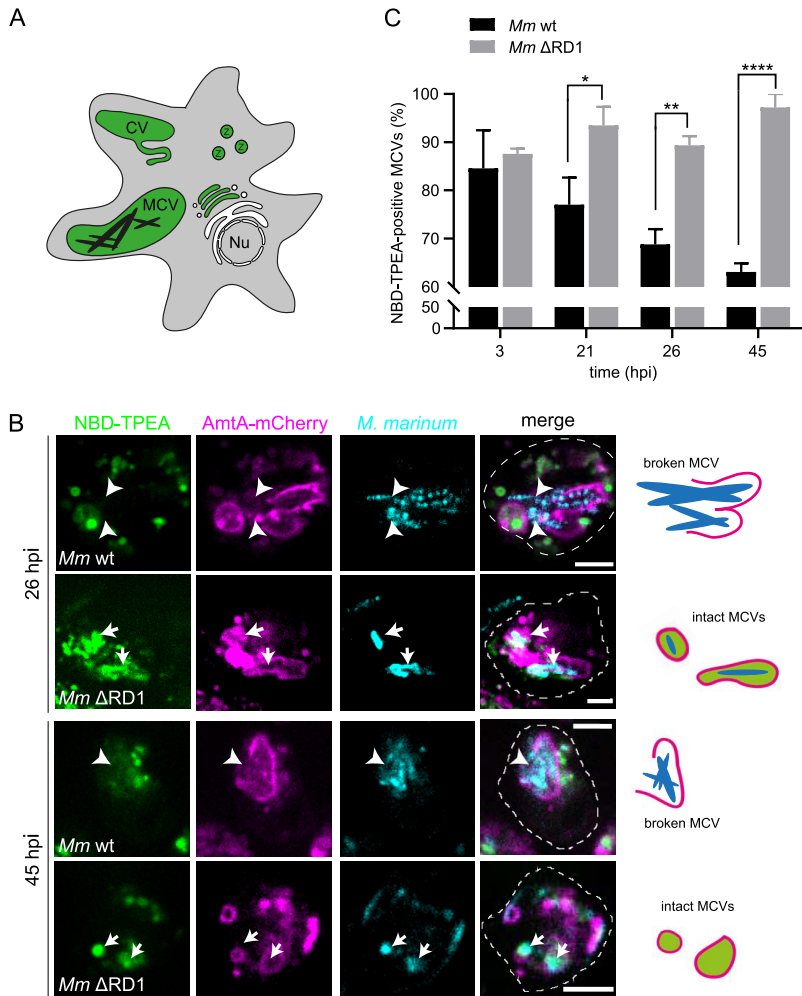 A
CV
Z
Z
Z
MCV
Nu
C
Mm wt
Mm ΔRD1
NBD-TPEA-positive MCVs (%)
100
90
80
70
60
50
0
*
**
****
3
21
26
45
time (hpi)
B
NBD-TPEA
AmtA-mCherry
M. marinum
merge
26 hpi
Mm wt
broken MCV
Mm ΔRD1
intact MCVs
45 hpi
Mm wt
broken MCV
Mm ΔRD1
intact MCVs